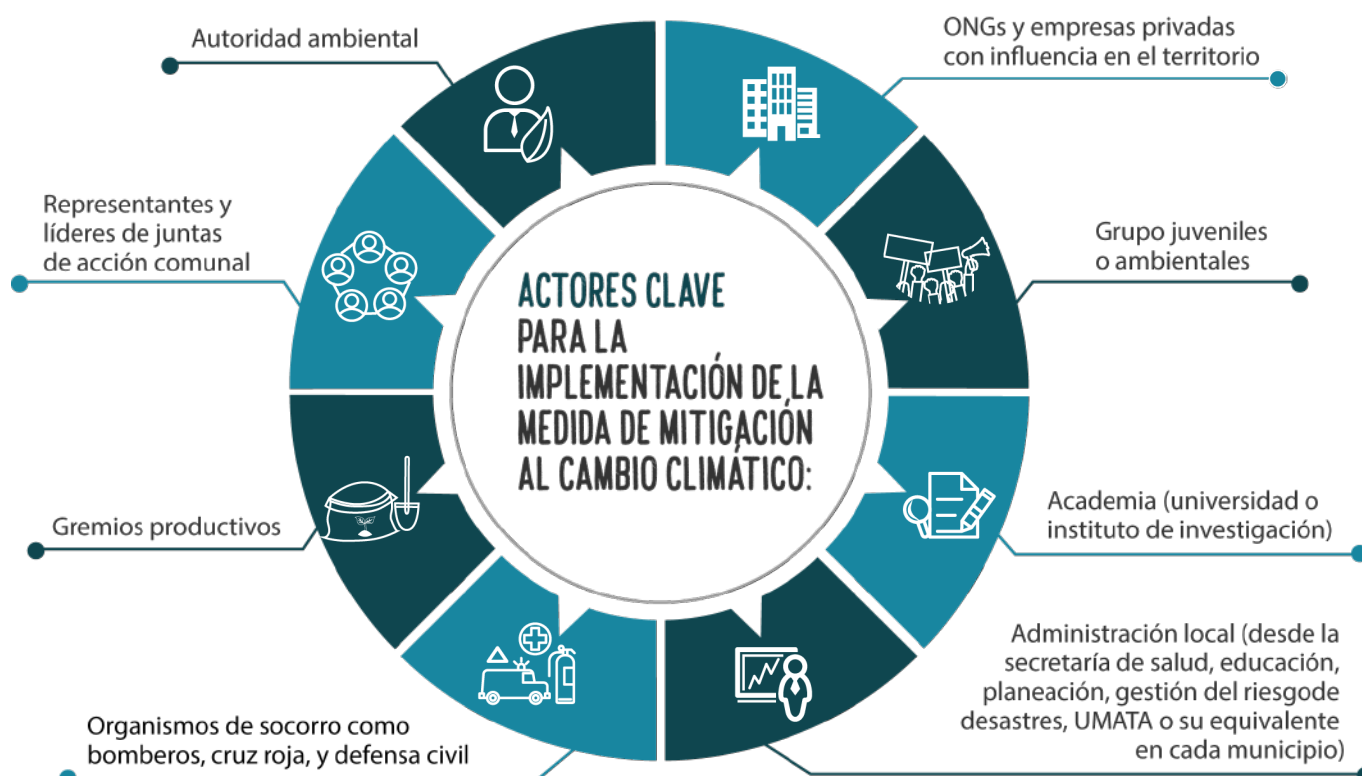 Autoridad ambiental
ONGs y empresas privadas
con influencia en el territorio
Representantes y
líderes de juntas
de acción comunal
Grupo juveniles
o ambientales
ACTORES CLAVE
PARA LA
IMPLEMENTACIÓN DE LA
MEDIDA DE MITIGACIÓN
AL CAMBIO CLIMÁTICO:
Gremios productivos
Academia (universidad o
instituto de investigación)
Organismos de socorro como
bomberos, cruz roja, y defensa civil
Administración local (desde la
secretaría de salud, educación,
planeación, gestión del riesgode
desastres, UMATA o su equivalente
en cada municipio)